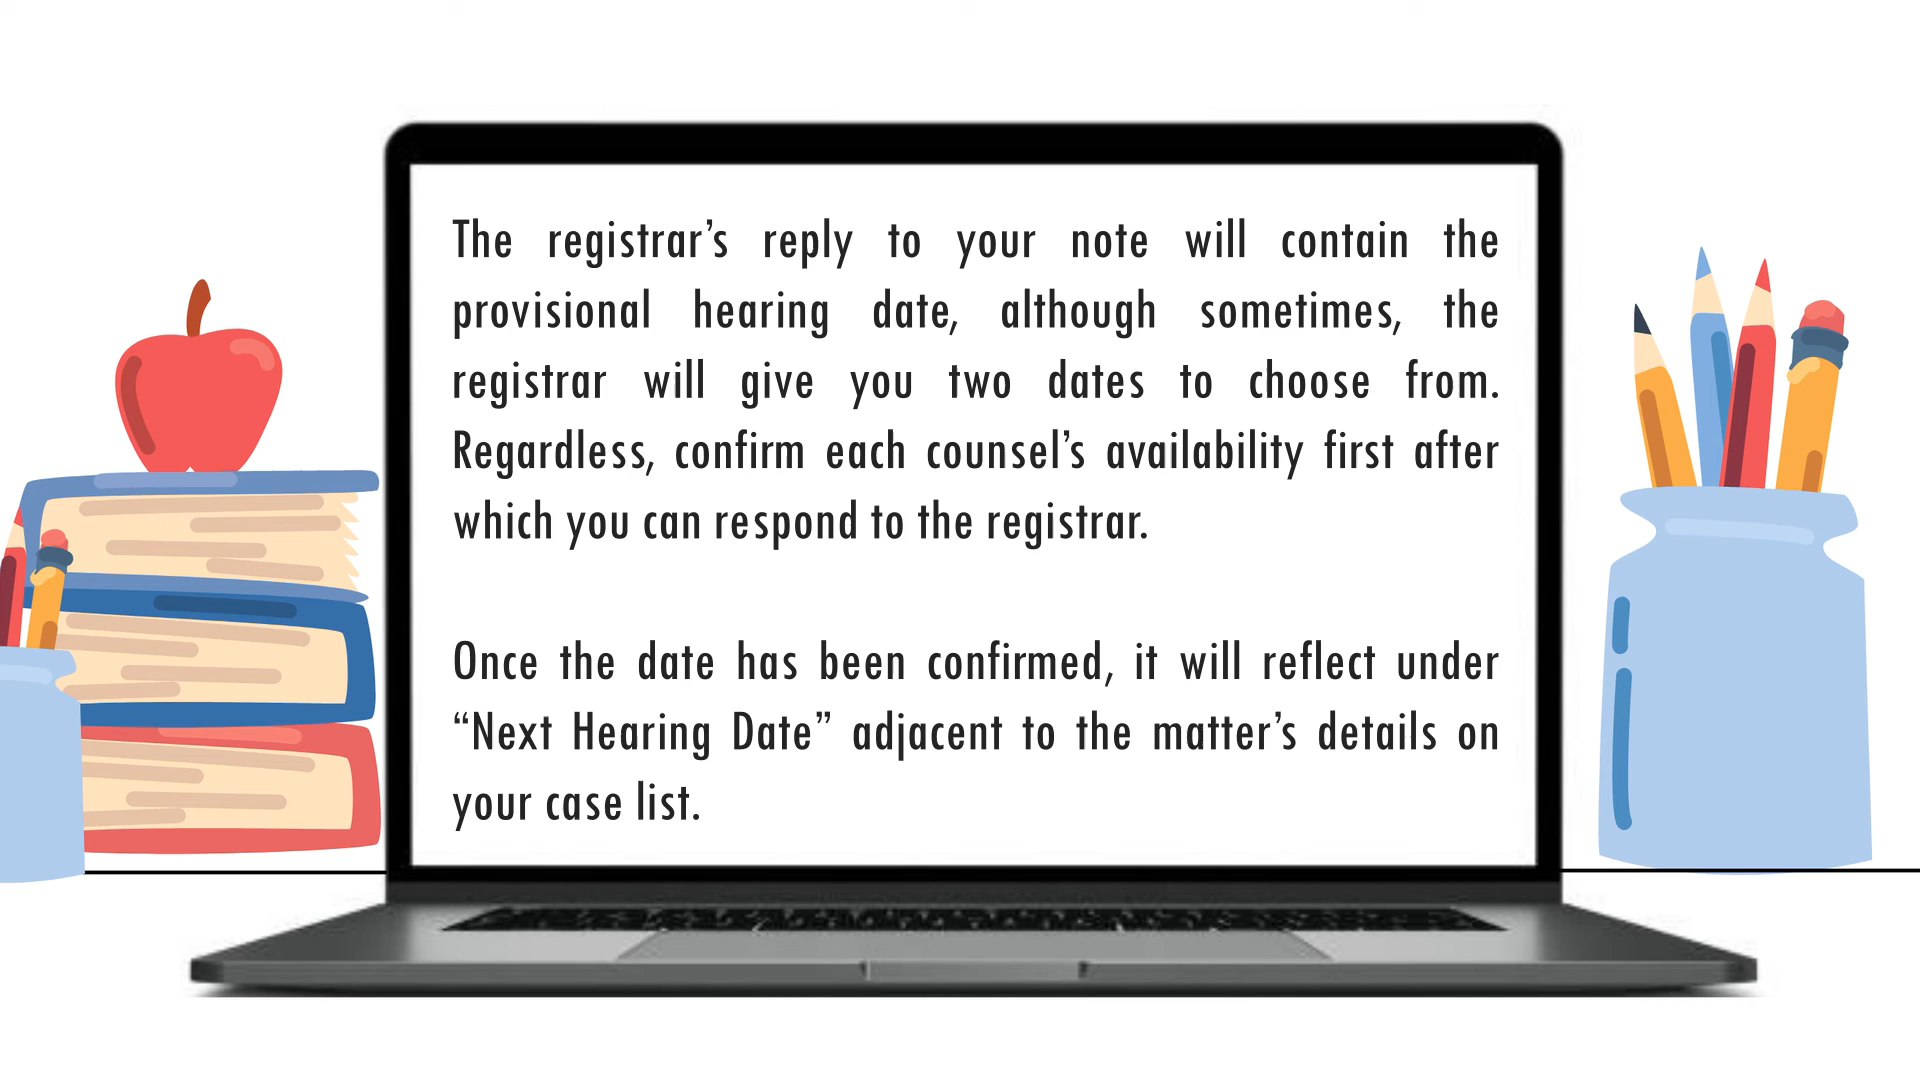 The registrar’s reply to your note will contain the
provisional hearing date, although sometimes, the
registrar will give you two dates to choose from.
Regardless, confirm each counsel’s availability first after
which you can respond to the registrar.
Once the date has been confirmed, it will reflect under
“Next Hearing Date” adjacent to the matter’s details on
your case list.